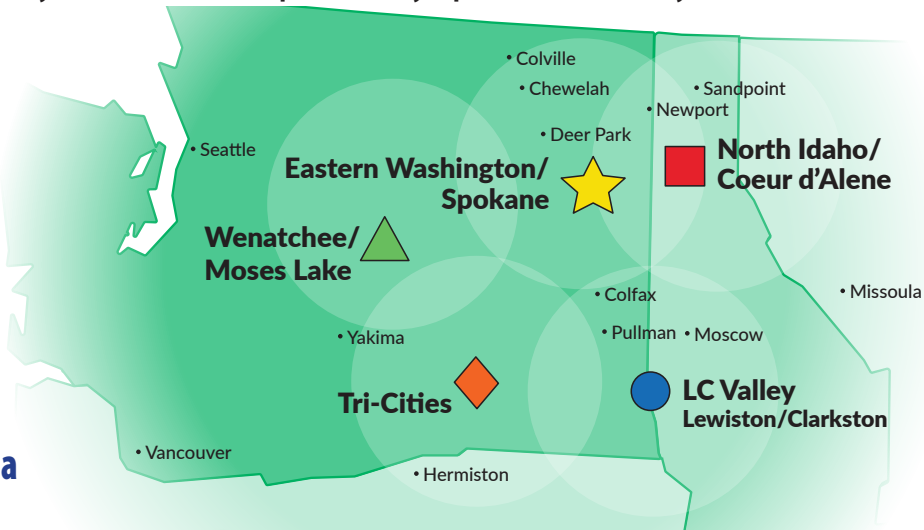 Colville
Chewelah
Sandpoint
Newport
Deer Park
Seattle
North Idaho/
Coeur d'Alene
Eastern Washington/
Spokane
Wenatchee/
Moses Lake
Colfax
Missoula
Yakima
Pullman
Moscow
Tri-Cities
LC Valley
Lewiston/Clarkston
Vancouver
a
Hermiston